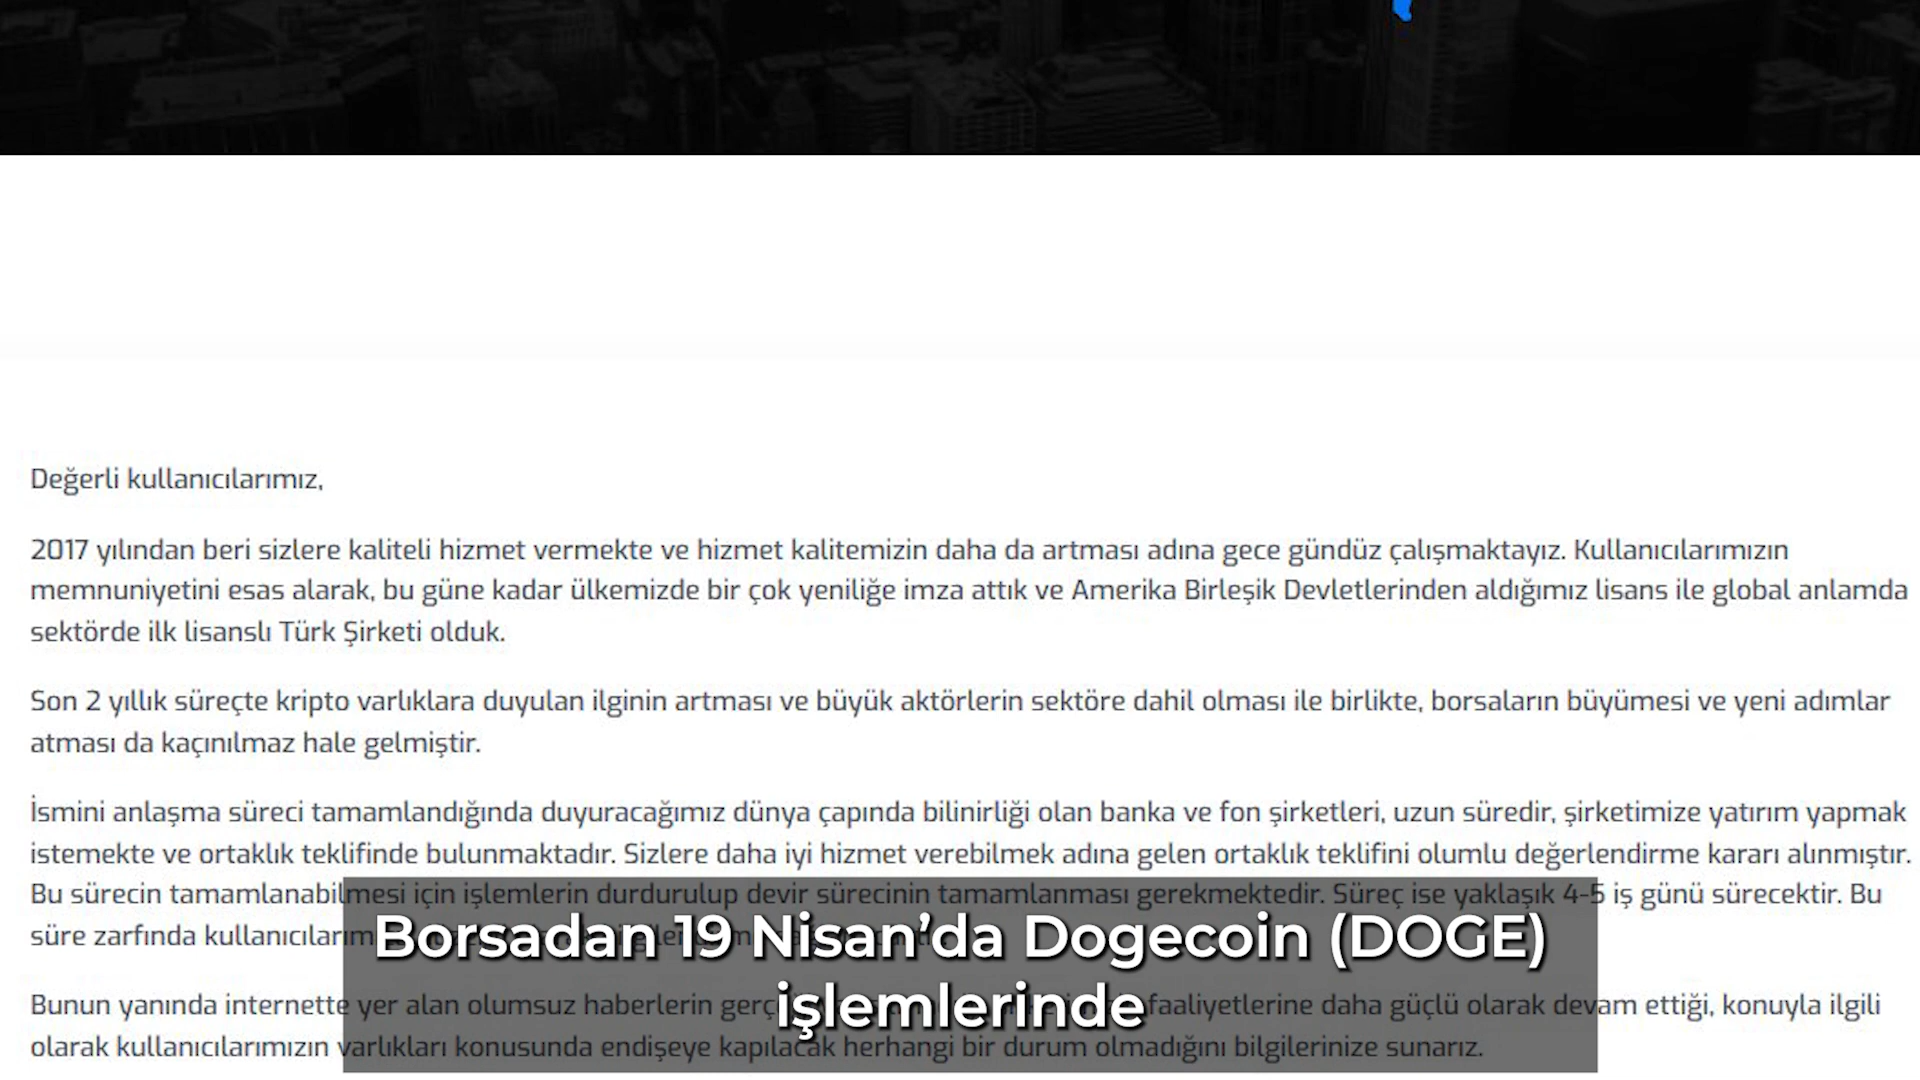 Değerli kullanıcılarımız,
2017 yılından beri sizlere kaliteli hizmet vermekte ve hizmet kalitemizin daha da artması adına gece gündüz çalışmaktayız. Kullanıcılarımızın
memnuniyetini esas alarak, bu güne kadar ülkemizde bir çok yeniliğe imza attık ve Amerika Birleşik Devletlerinden aldığımız lisans ile global anlamda
sektörde ilk lisanslı Türk Şirketi olduk.
Son 2 yıllık süreçte kripto varlıklara duyulan ilginin artması ve büyük aktörlerin sektöre dahil olması ile birlikte, borsaların büyümesi ve yeni adımlar
atması da kaçınılmaz hale gelmiştir.
İsmini anlaşma süreci tamamlandığında duyuracağımız dünya çapında bilinirliği olan banka ve fon şirketleri, uzun süredir, şirketimize yatırım yapmak
istemekte ve ortaklık teklifinde bulunmaktadır. Sizlere daha iyi hizmet verebilmek adına gelen ortaklık teklifini olumlu değerlendirme kararı alınmıştır.
Bu sürecin tamamlanabilmesi için işlemlerin durdurulup devir sürecinin tamamlanması gerekmektedir. Süreç ise yaklaşık 4-5 iş günü sürecektir. Bu
süre zarfında
Borsadan 19 Nisan’da Dogecoin (DOGE)
Bunun yanında internette yer alan olumsuz haberlerin faaliyetlerine daha güçlü olarak devam ettiği, konuyla ilgili
işlemlerinde
olarak kullanıcılarımızın varlıkları konusunda endişeye kapılacak herhangi bir durum olmadığını bilgilerinize sunarız.